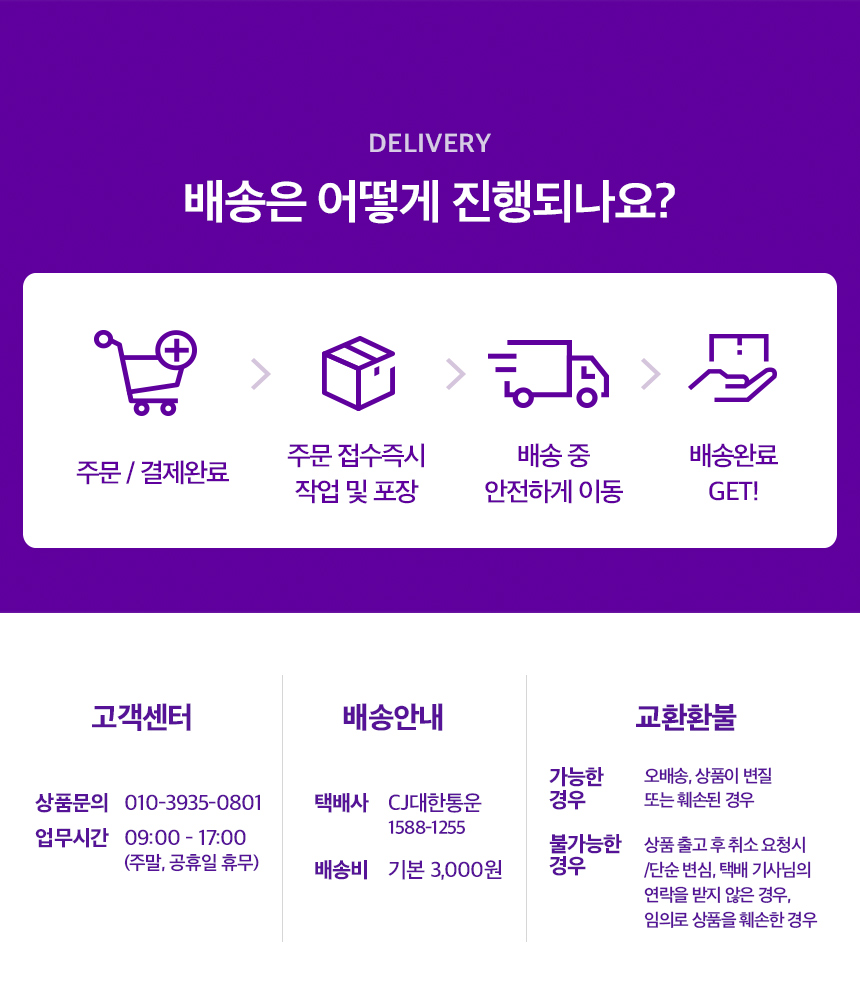 DELIVERY
배송은 어떻게 진행되나요?
주문 / 결제완료
주문 접수즉시
작업 및 포장
배송 중
안전하게 이동
배송완료
GET!
고객센터
상품문의 010-3935-0801
업무시간 09:00 - 17:00
(주말, 공휴일 휴무)
배송안내
택배사 CJ대한통운
1588-1255
배송비 기본 3,000원
교환환불
가능한
경우
오배송, 상품이 변질
또는 훼손된 경우
불가능한
경우
상품 출고 후 취소 요청시
/단순 변심, 택배 기사님의
연락을 받지 않은 경우,
임의로 상품을 훼손한 경우